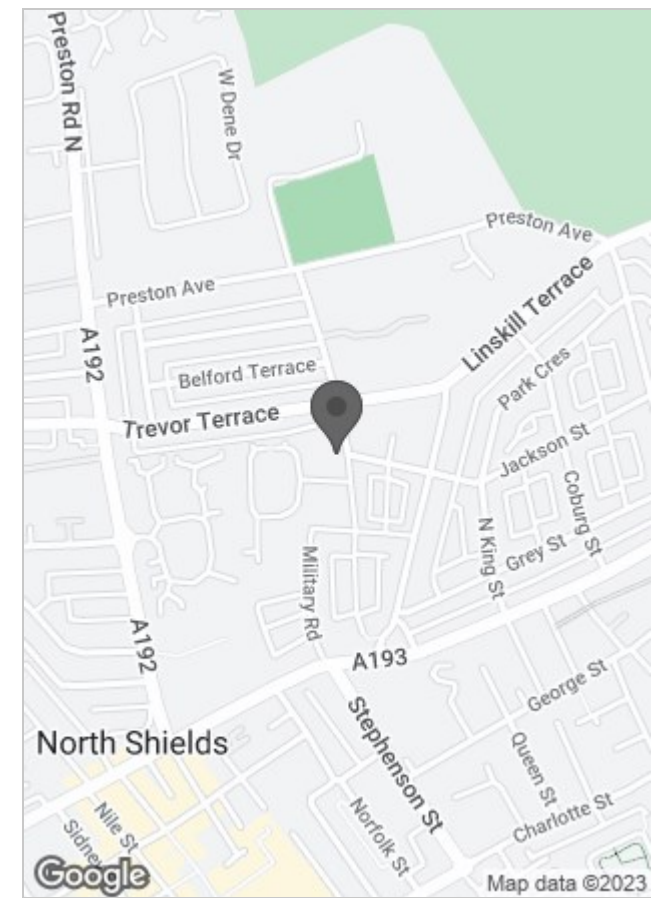 Preston Rd N
W Dene Dr
Preston Ave
Preston Ave
A192
Linskill Terrace
Belford Terrace
Park Cres
Trevor Terrace
Jackson St
Coburg St
N King St
Grey St
Military Rd
A192
A193
George St
Stephenson St
North Shields
Queen St
Nile St
Norfolk St
Charlotte St
Google
Map data ©2023